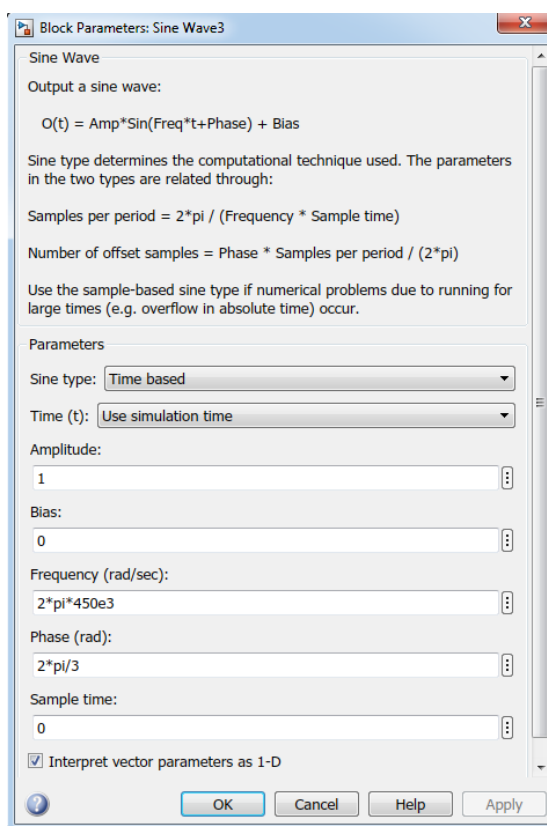 Block Parameters: Sine Wave3
Sine Wave
Output a sine wave:
O(t) = Amp*Sin(Freq*t+Phase) + Bias
Sine type determines the computational technique used. The parameters
in the two types are related through:
Samples per period = 2*pi / (Frequency * Sample time)
Number of offset samples = Phase * Samples per period / (2*pi)
Use the sample-based sine type if numerical problems due to running for
large times (e.g. overflow in absolute time) occur.
Parameters
Sine type: Time based
Time (t): Use simulation time
Amplitude:
1
Bias:
0
Frequency (rad/sec):
2*pi*450e3
Phase (rad):
2*pi/3
Sample time:
0
Interpret vector parameters as 1-D
OK Cancel Help Apply